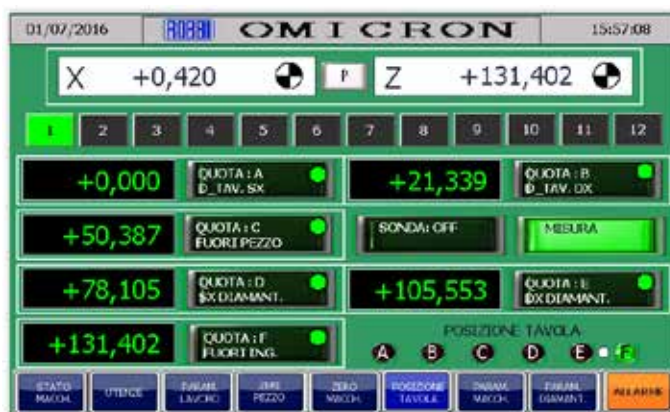 01/07/2016 ROBBI OMICRON 15:57:08
X +0,420 P Z +131,402
1 2 3 4 5 6 7 8 9 10 11 12
+0,000 QUOTA : A
D_TAV. SX
+21,339 QUOTA : B
D_TAV. DX
+50,387 QUOTA : C
FUORI PEZZO
SONDA: OFF MISURA
+78,105 QUOTA : D
SX DIAMANT.
+105,553 QUOTA : E
DX DIAMANT.
+131,402 QUOTA : F
FUORI ING.
POSIZIONE TAVOLA
A B C D E F
STATO
MACCH.
UTENZE
PARAM.
LAVORO
ZERO
PEZZO
ZERO
MACCH.
POSIZIONE
TAVOLA
PARAM.
MACCH.
PARAM.
DIAMANT.
ALLARMI